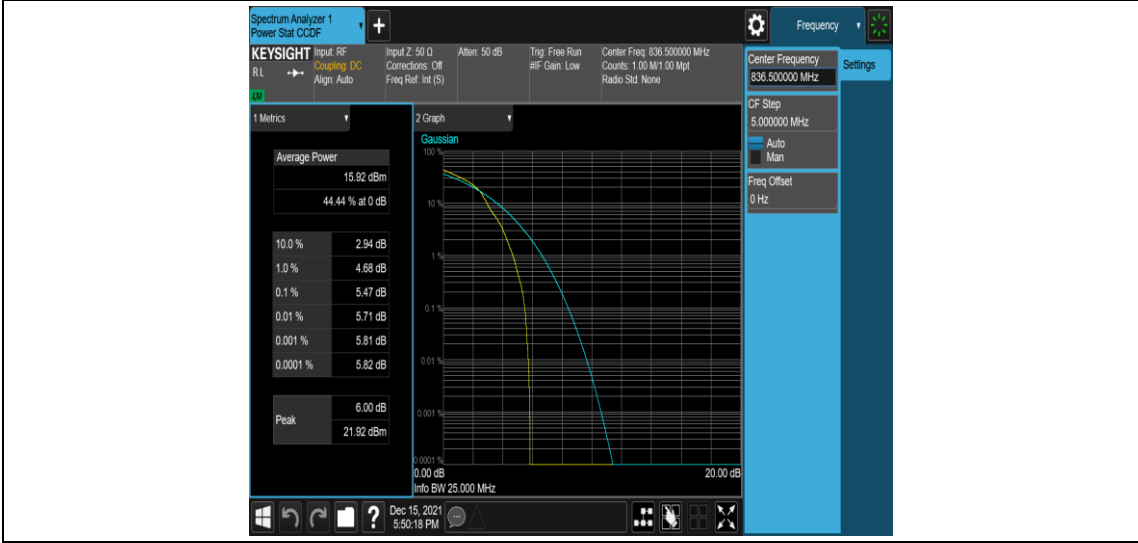 Spectrum Analyzer 1
Power Stat CCDF
+
Frequency
KEYSIGHT
RL
Input: RF
Coupling: DC
Align: Auto
Input Z: 50 Ω
Corrections: Off
Freq Ref: Int (S)
Atten: 50 dB
Trig: Free Run
#IF Gain: Low
Center Freq: 836.500000 MHz
Counts: 1.00 M/1.00 Mpt
Radio Std: None
Center Frequency
836.500000 MHz
Settings
CF Step
5.000000 MHz
Auto
Man
Freq Offset
0 Hz
1 Metrics
Average Power
15.92 dBm
44.44 % at 0 dB
10.0 % 2.94 dB
1.0 % 4.68 dB
0.1 % 5.47 dB
0.01 % 5.71 dB
0.001 % 5.81 dB
0.0001 % 5.82 dB
Peak
6.00 dB
21.92 dBm
2 Graph
Gaussian
100 %
10 %
1 %
0.1 %
0.01 %
0.001 %
0.0001 %
0.00 dB 20.00 dB
Info BW 25.000 MHz
?
Dec 15, 2021
5:50:18 PM